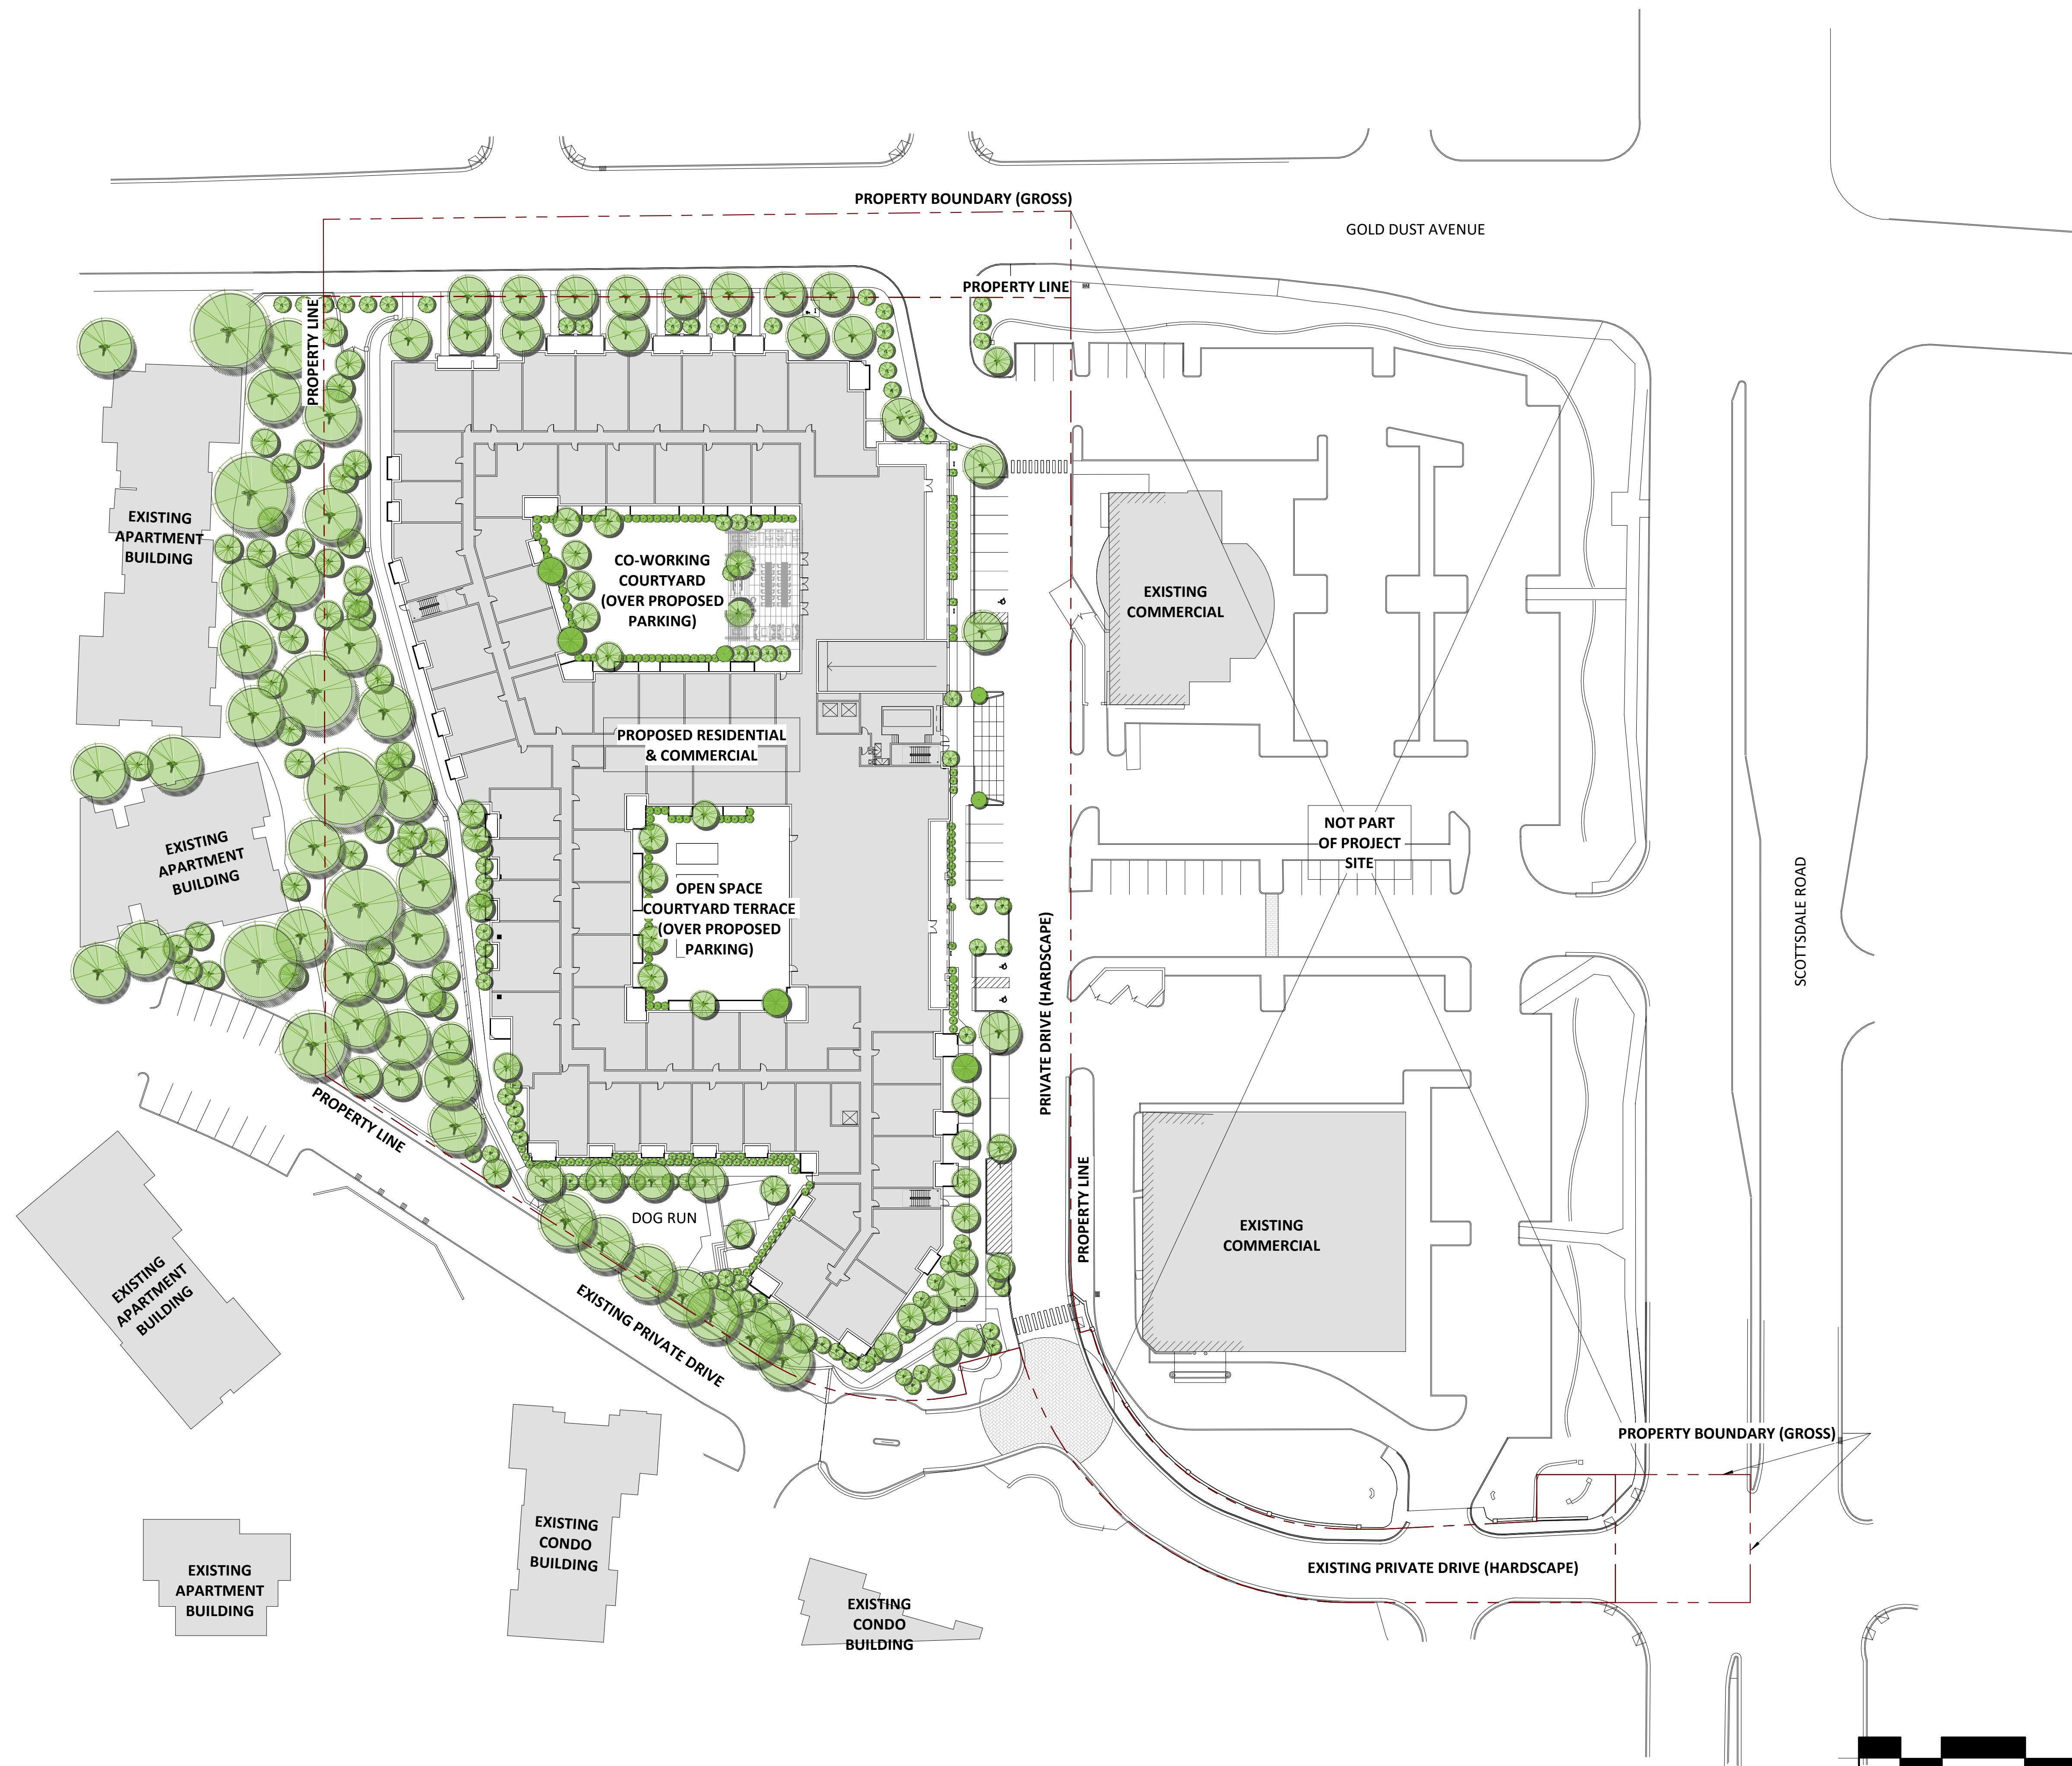 PROPERTY BOUNDARY (GROSS)
GOLD DUST AVENUE
PROPERTY LINE
PROPERTY LINE
EXISTING
APARTMENT
BUILDING
CO-WORKING
COURTYARD
(OVER PROPOSED
PARKING)
EXISTING
COMMERCIAL
PROPOSED RESIDENTIAL
& COMMERCIAL
NOT PART
OF PROJECT
SITE
EXISTING
APARTMENT
BUILDING
OPEN SPACE
COURTYARD TERRACE
(OVER PROPOSED
PARKING)
SCOTTSDALE ROAD
PRIVATE DRIVE (HARDSCAPE)
PROPERTY LINE
PROPERTY LINE
DOG RUN
EXISTING
COMMERCIAL
EXISTING
APARTMENT
BUILDING
EXISTING PRIVATE DRIVE
PROPERTY BOUNDARY (GROSS)
EXISTING
CONDO
BUILDING
EXISTING PRIVATE DRIVE (HARDSCAPE)
EXISTING
APARTMENT
BUILDING
EXISTING
CONDO
BUILDING